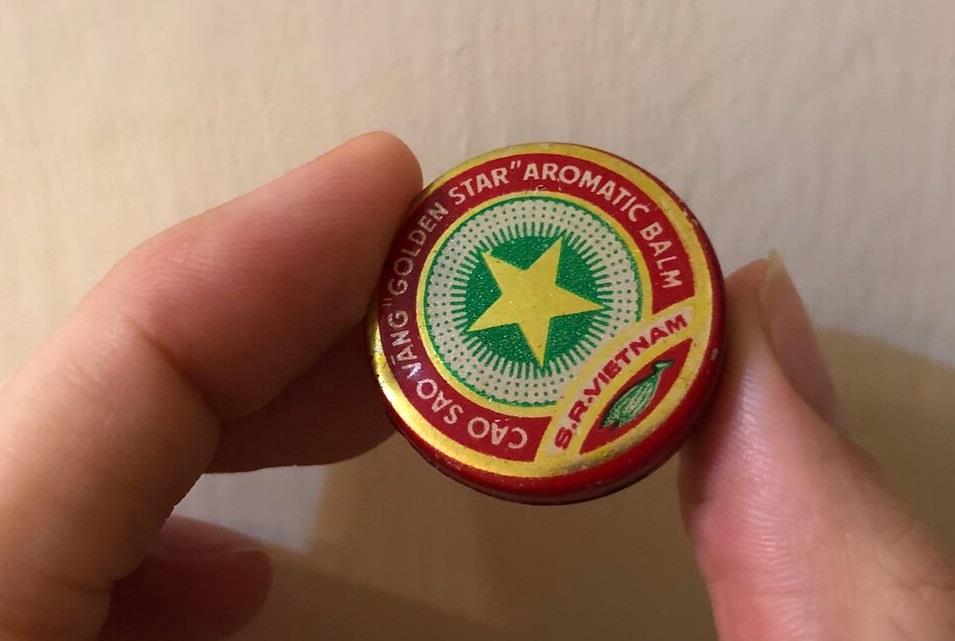 CAO SAO VÀNG "GOLDEN STAR" AROMATIC BALM
S.R.VIETNAM